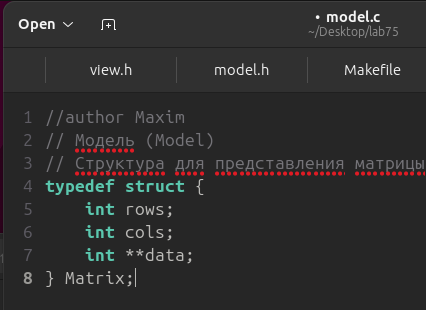 Open
• model.c
~/Desktop/lab75
view.h
model.h
Makefile
1 //author Maxim
2 // Модель (Model)
3 // Структура для представления матрицы
4 typedef struct {
5 int rows;
6 int cols;
7 int **data;
8 } Matrix;